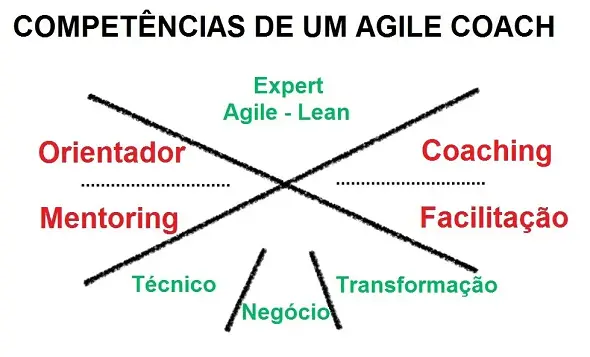 COMPETÊNCIAS DE UM AGILE COACH
Expert
Agile - Lean
Orientador
Coaching
Mentoring
Facilitação
Técnico
Transformação
Negócio